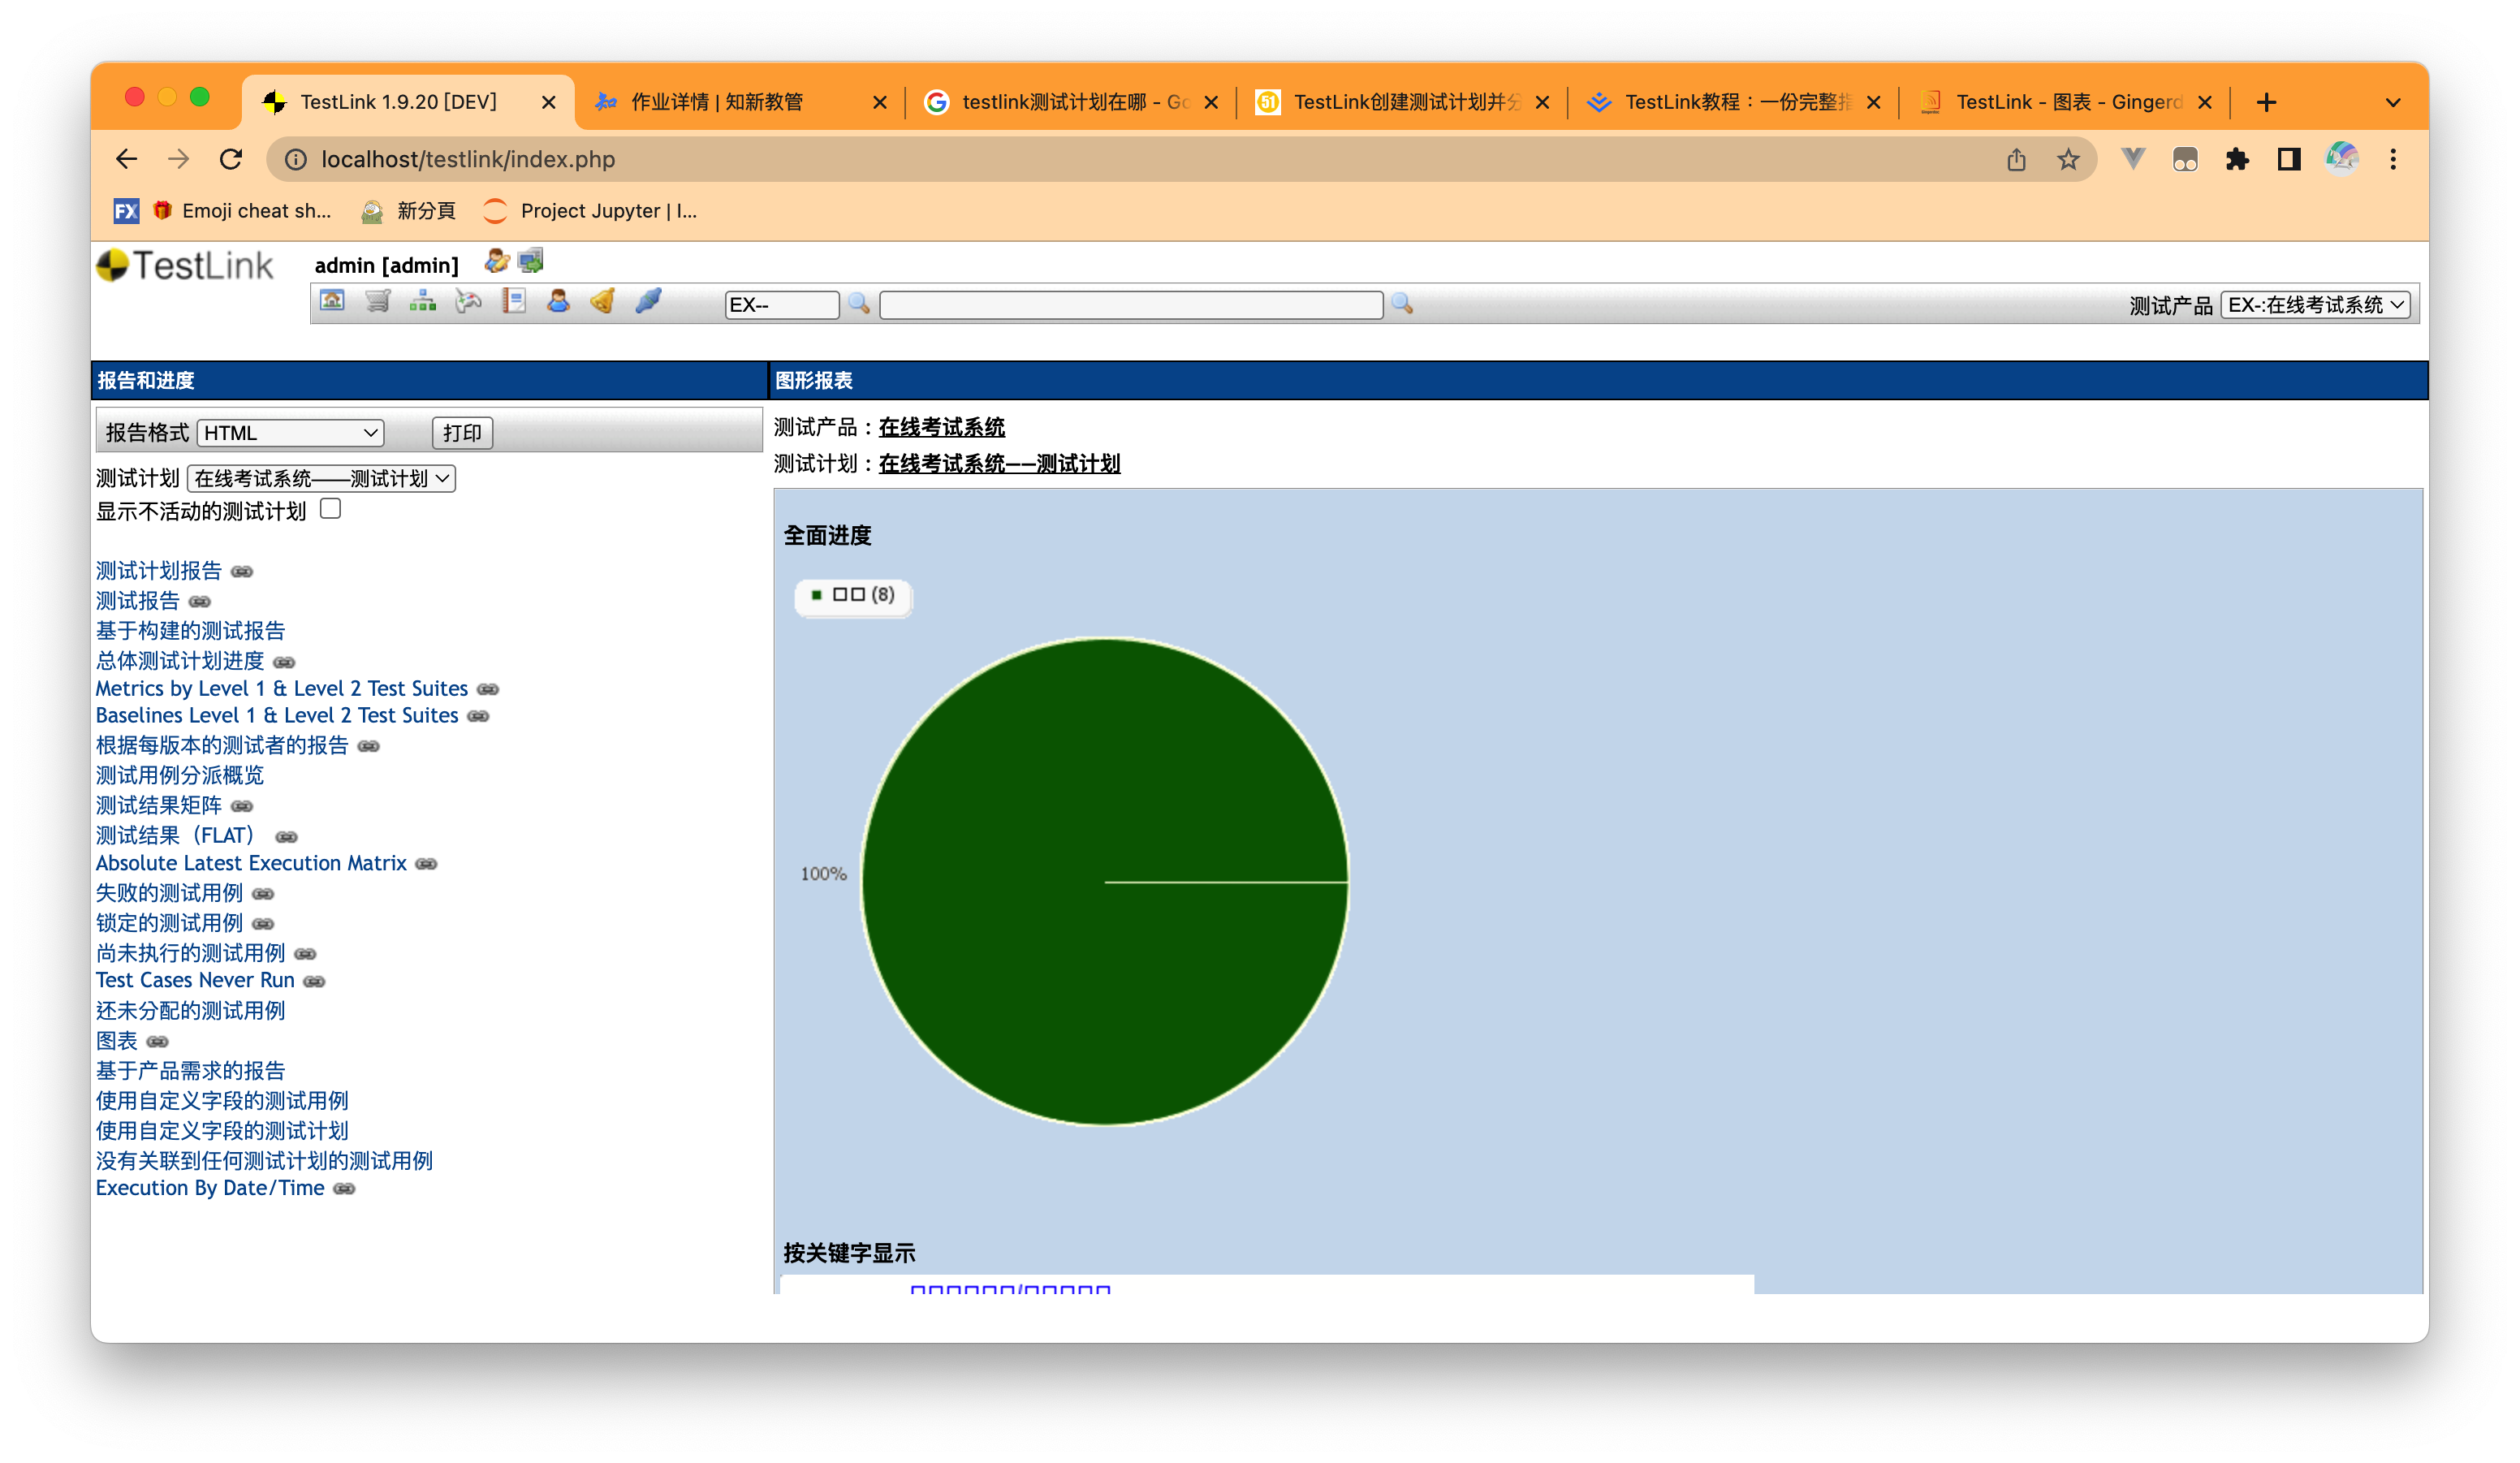 TestLink 1.9.20 [DEV]
作业详情 | 知新教管
testlink测试计划在哪 - Go
TestLink创建测试计划并分
TestLink教程：一份完整指
TestLink - 图表 - Gingerd
localhost/testlink/index.php
FX
Emoji cheat sh...
新分頁
Project Jupyter | I...
TestLink
admin [admin]
EX--
测试产品 EX-:在线考试系统
报告和进度
报告格式 HTML 打印
测试计划 在线考试系统——测试计划
显示不活动的测试计划
测试计划报告
测试报告
基于构建的测试报告
总体测试计划进度
Metrics by Level 1 & Level 2 Test Suites
Baselines Level 1 & Level 2 Test Suites
根据每版本的测试者的报告
测试用例分派概览
测试结果矩阵
测试结果（FLAT）
Absolute Latest Execution Matrix
失败的测试用例
锁定的测试用例
尚未执行的测试用例
Test Cases Never Run
还未分配的测试用例
图表
基于产品需求的报告
使用自定义字段的测试用例
使用自定义字段的测试计划
没有关联到任何测试计划的测试用例
Execution By Date/Time
图形报表
测试产品：在线考试系统
测试计划：在线考试系统——测试计划
全面进度
(8)
100%
按关键字显示